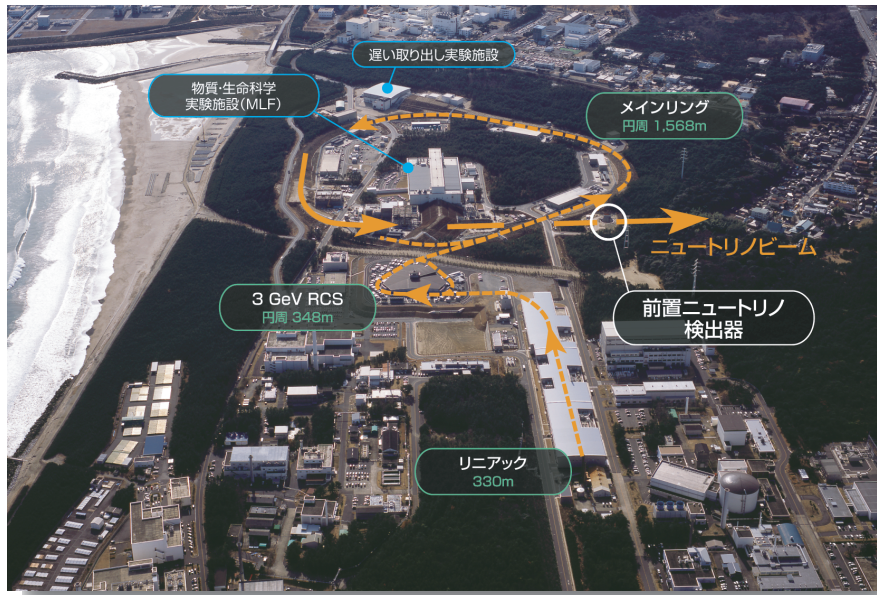 遅い取り出し実験施設
物質・生命科学
実験施設(MLF)
メインリング
円周 1,568m
ニュートリノビーム
3 GeV RCS
円周 348m
前置ニュートリノ
検出器
リニアック
330m